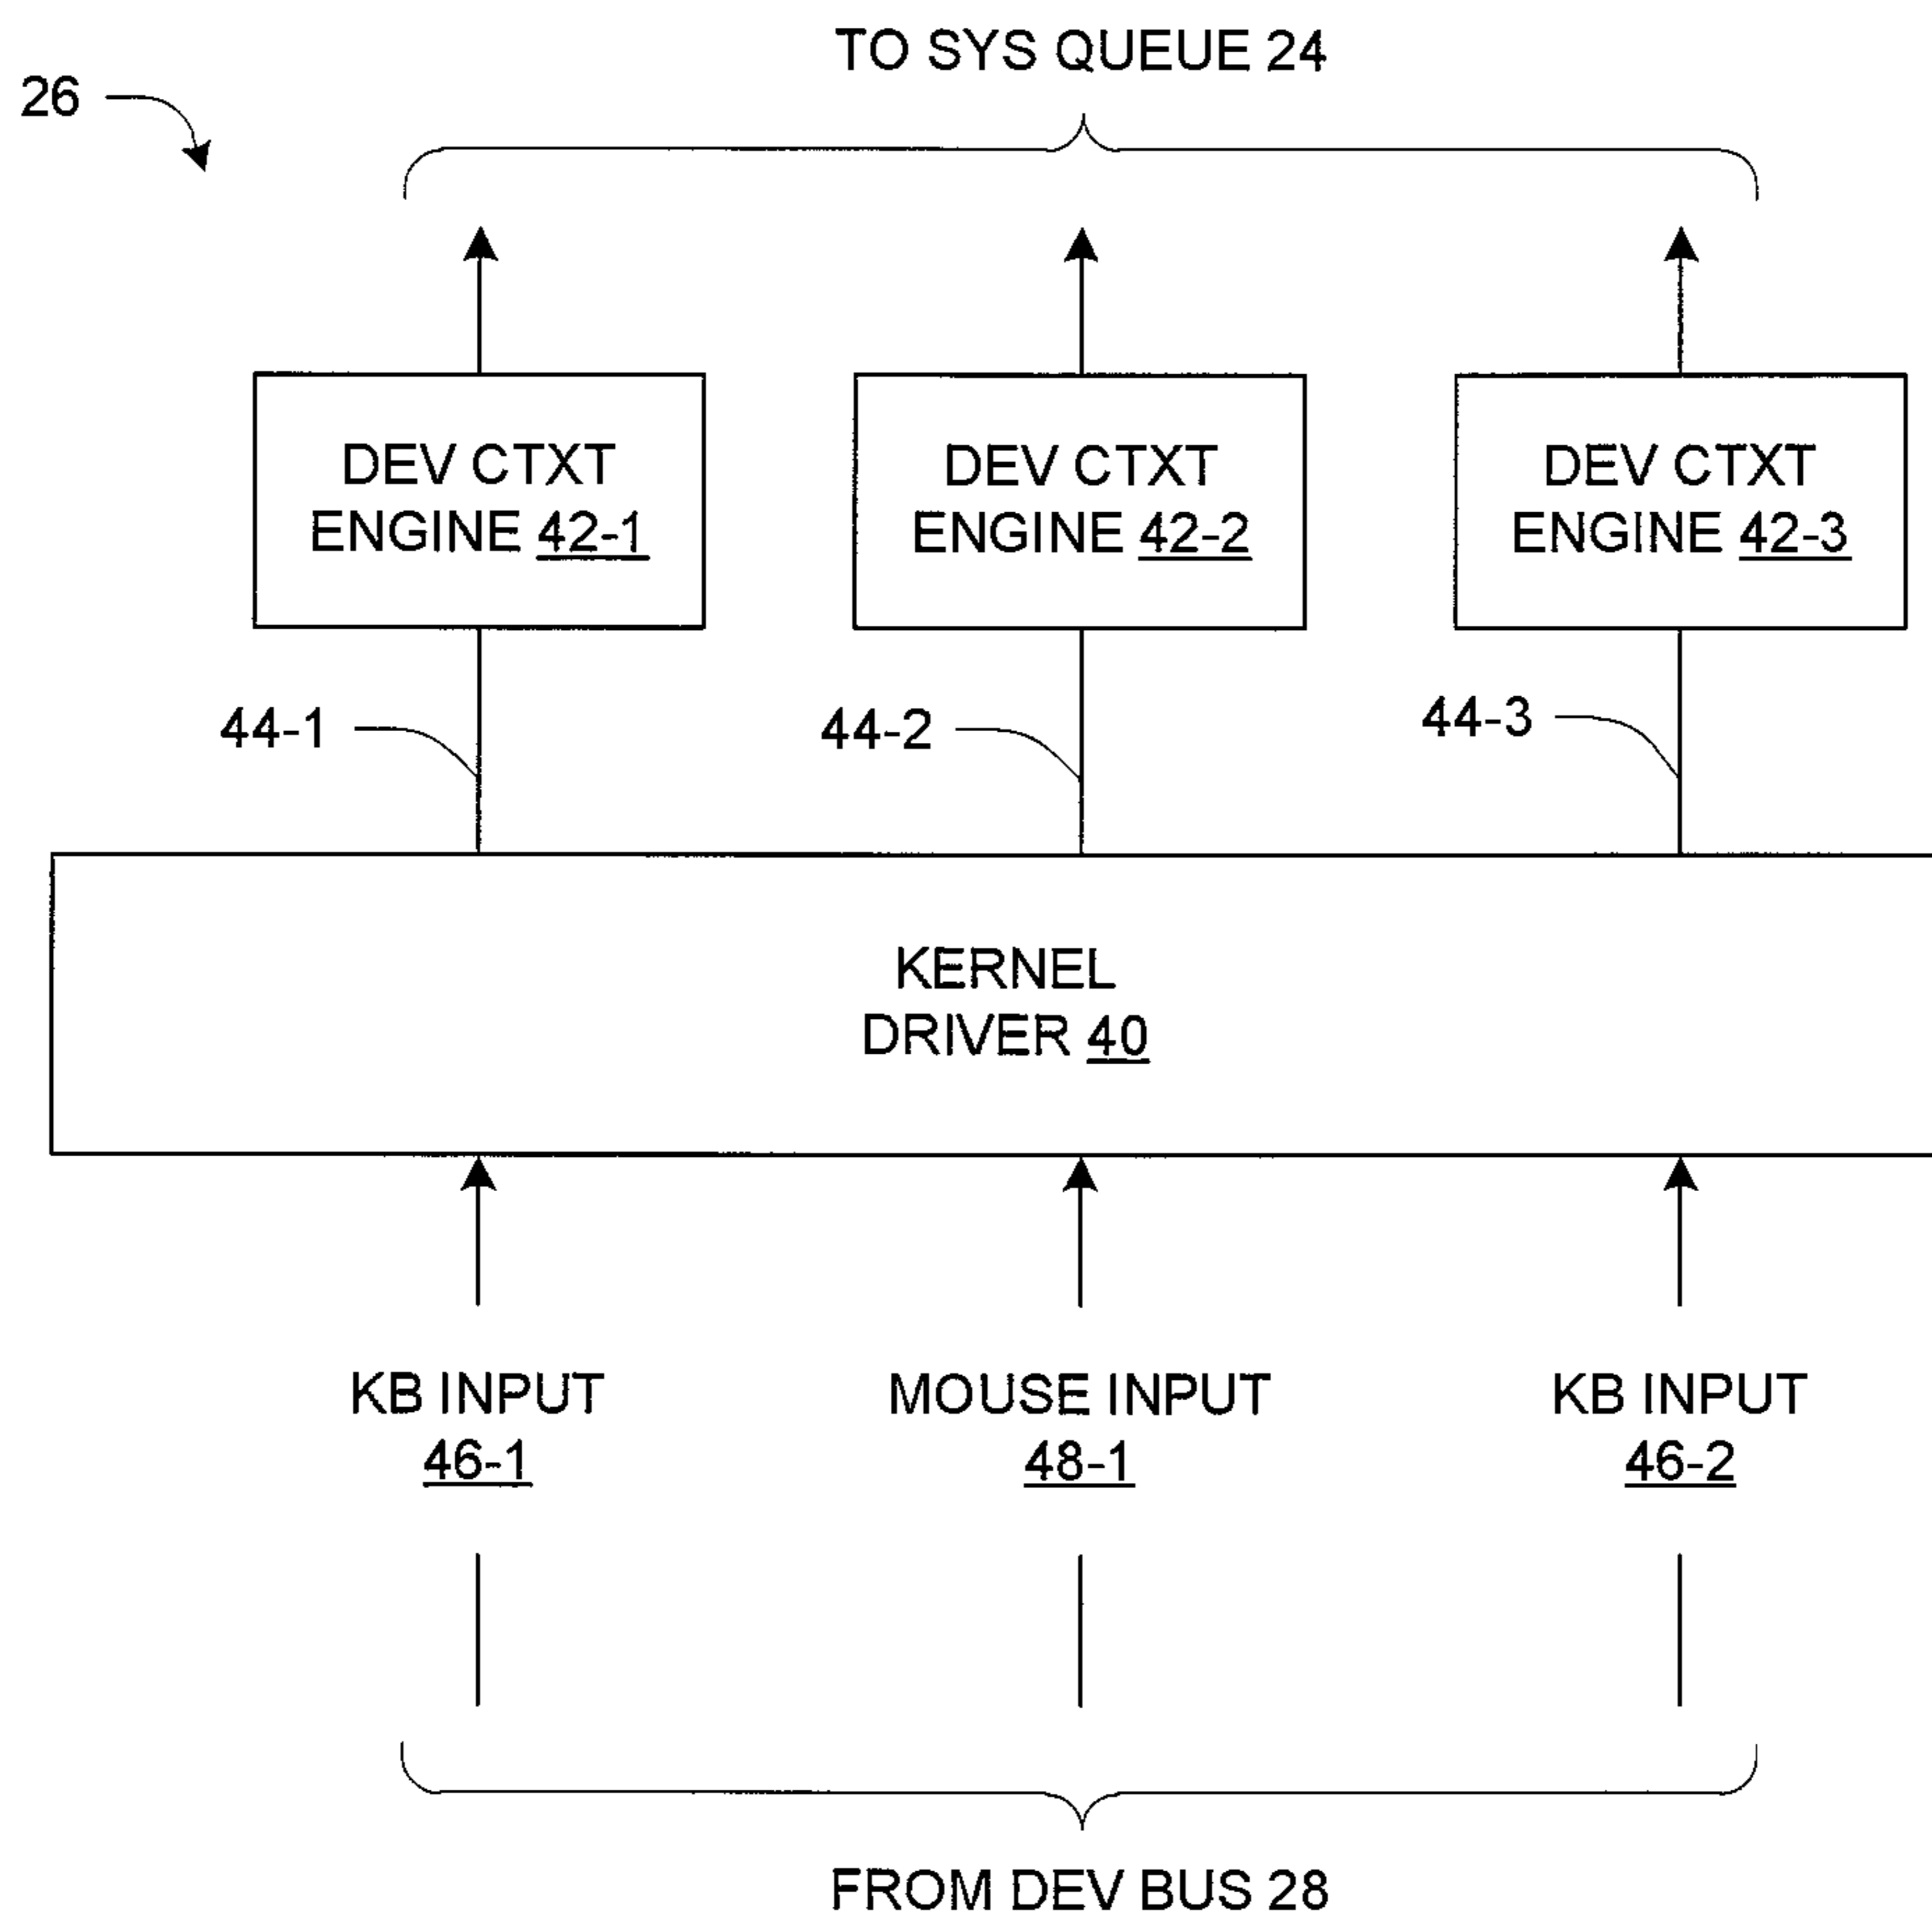 TO SYS QUEUE 24
26
DEV CTXT
ENGINE 42-1
DEV CTXT
ENGINE 42-2
DEV CTXT
ENGINE 42-3
44-1
44-2
44-3
KERNEL
DRIVER 40
KB INPUT
46-1
MOUSE INPUT
48-1
KB INPUT
46-2
FROM DEV BUS 28